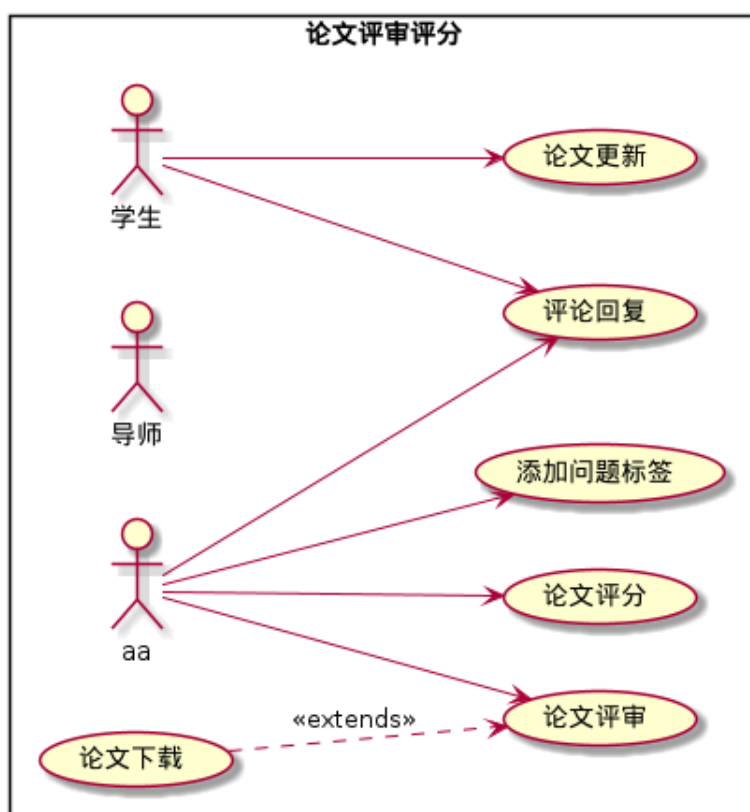 论文评审评分
论文更新
学生
评论回复
导师
添加问题标签
论文评分
aa
«extends»
论文评审
论文下载